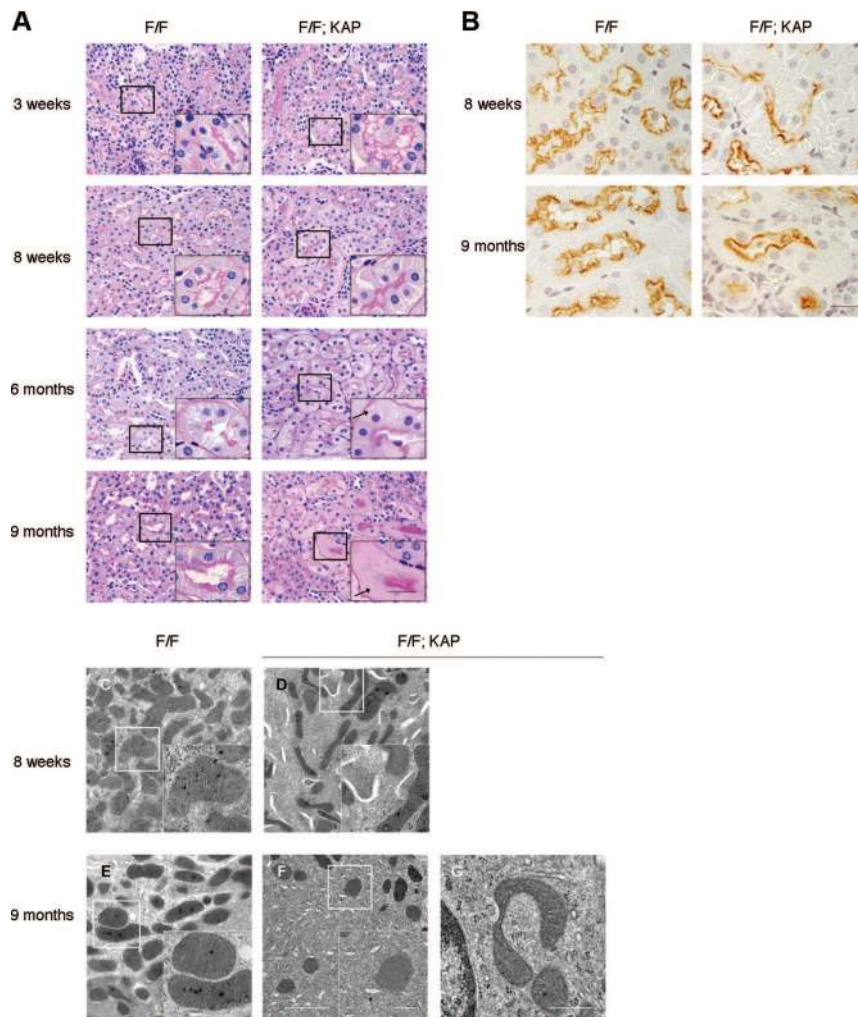 A
F/F F/F; KAP
3 weeks
8 weeks
6 months
9 months
B
F/F F/F; KAP
8 weeks
9 months
F/F F/F; KAP
8 weeks
C D
9 months
E F G